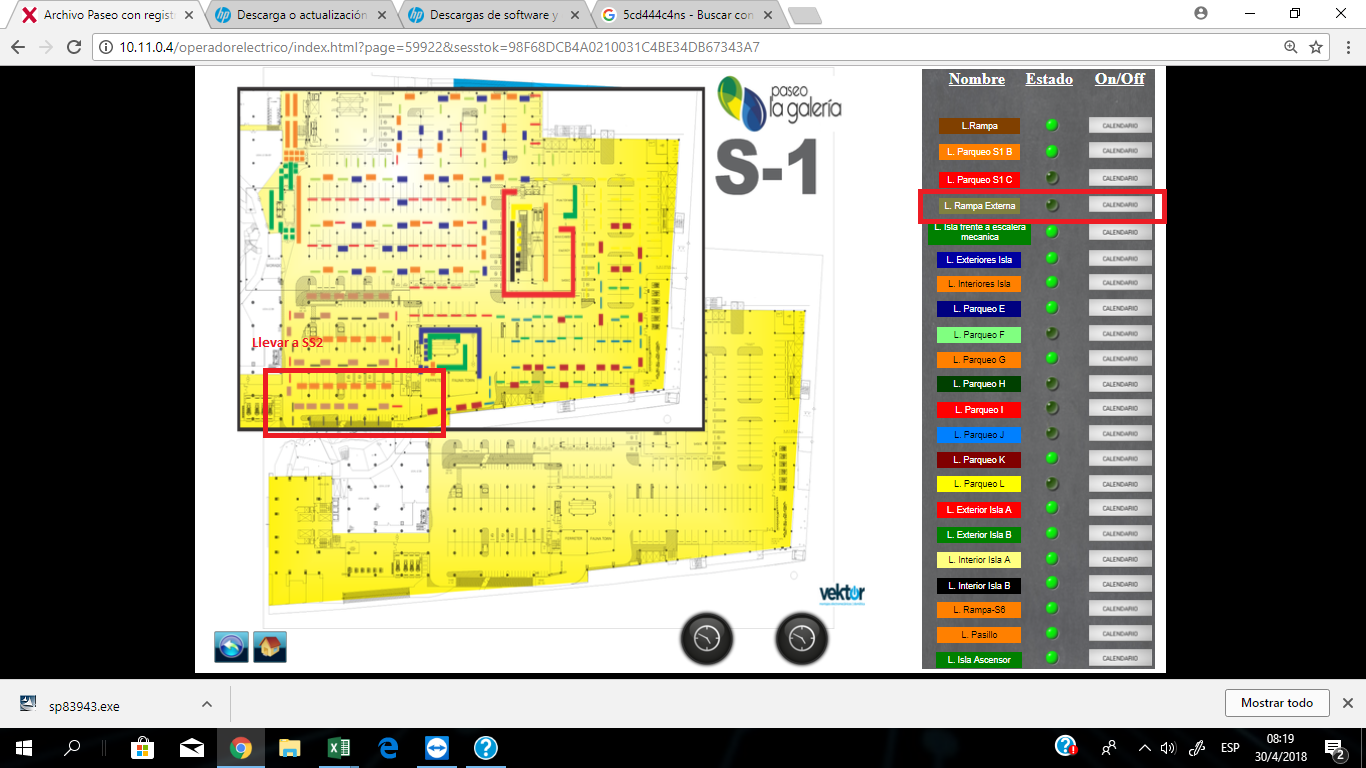 Archivo Paseo con regist
Descarga o actualización
Descargas de software y
5cd444c4ns - Buscar con
10.11.0.4/operadorelectrico/index.html?page=59922&sesstok=98F68DCB4A0210031C4BE34DB67343A7
paseo
la galería
S-1
Llevar a SS2
vektor
Nombre Estado On/Off
L.Rampa CALENDARIO
L. Parqueo S1 B CALENDARIO
L. Parqueo S1 C CALENDARIO
L. Rampa Externa CALENDARIO
L. Isla frente a escalera
mecanica CALENDARIO
L. Exteriores Isla CALENDARIO
L. Interiores Isla CALENDARIO
L. Parqueo E CALENDARIO
L. Parqueo F CALENDARIO
L. Parqueo G CALENDARIO
L. Parqueo H CALENDARIO
L. Parqueo I CALENDARIO
L. Parqueo J CALENDARIO
L. Parqueo K CALENDARIO
L. Parqueo L CALENDARIO
L. Exterior Isla A CALENDARIO
L. Exterior Isla B CALENDARIO
L. Interior Isla A CALENDARIO
L. Interior Isla B CALENDARIO
L. Rampa-S6 CALENDARIO
L. Pasillo CALENDARIO
L. Isla Ascensor CALENDARIO
sp83943.exe
Mostrar todo
ESP
08:19
30/4/2018
2